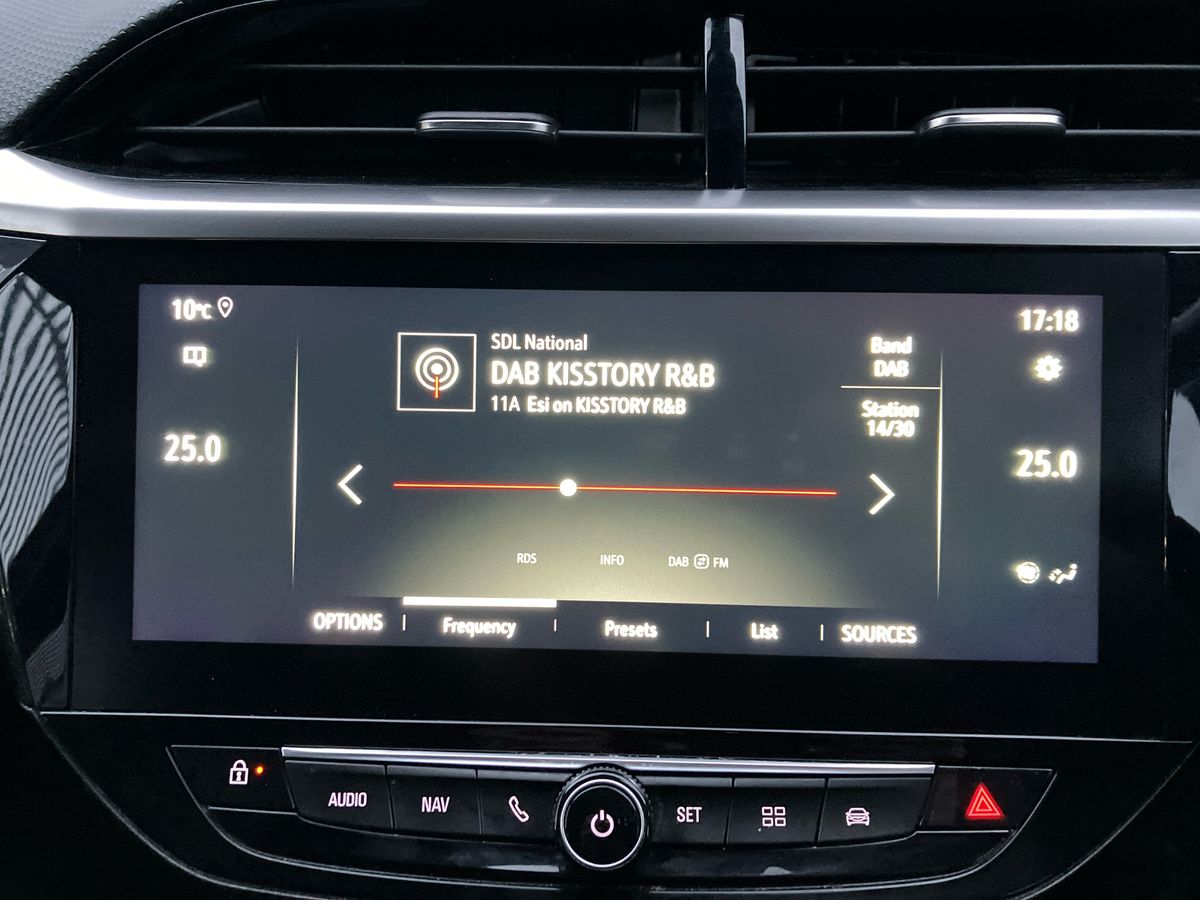 10°C
17:18
25.0
SDL National
DAB KISSTORY R&B
11A Esi on KISSTORY R&B
Band
DAB
Station
14/30
25.0
RDS INFO DAB FM
OPTIONS Frequency Presets List SOURCES
AUDIO NAV SET